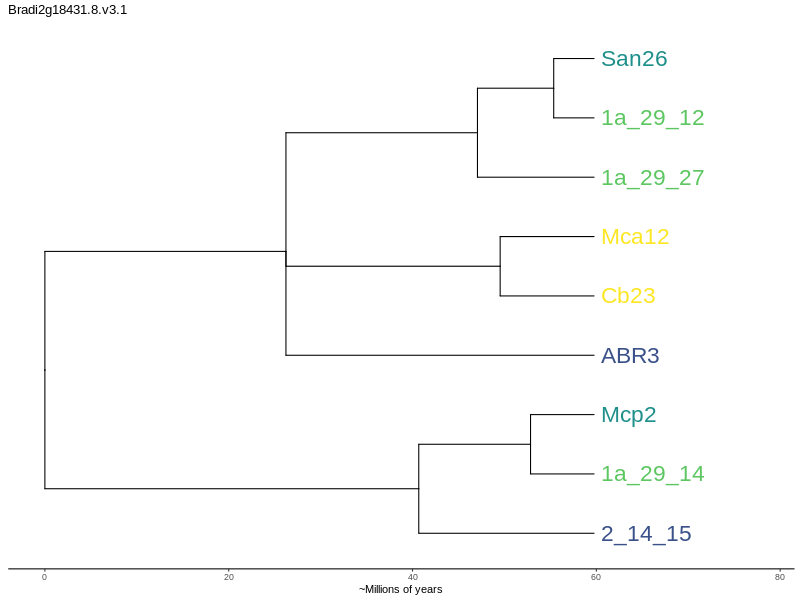 Bradi2g18431.8.v3.1
San26
1a_29_12
1a_29_27
Mca12
Cb23
ABR3
Mcp2
1a_29_14
2_14_15
0 20 40 60 80
~Millions of years